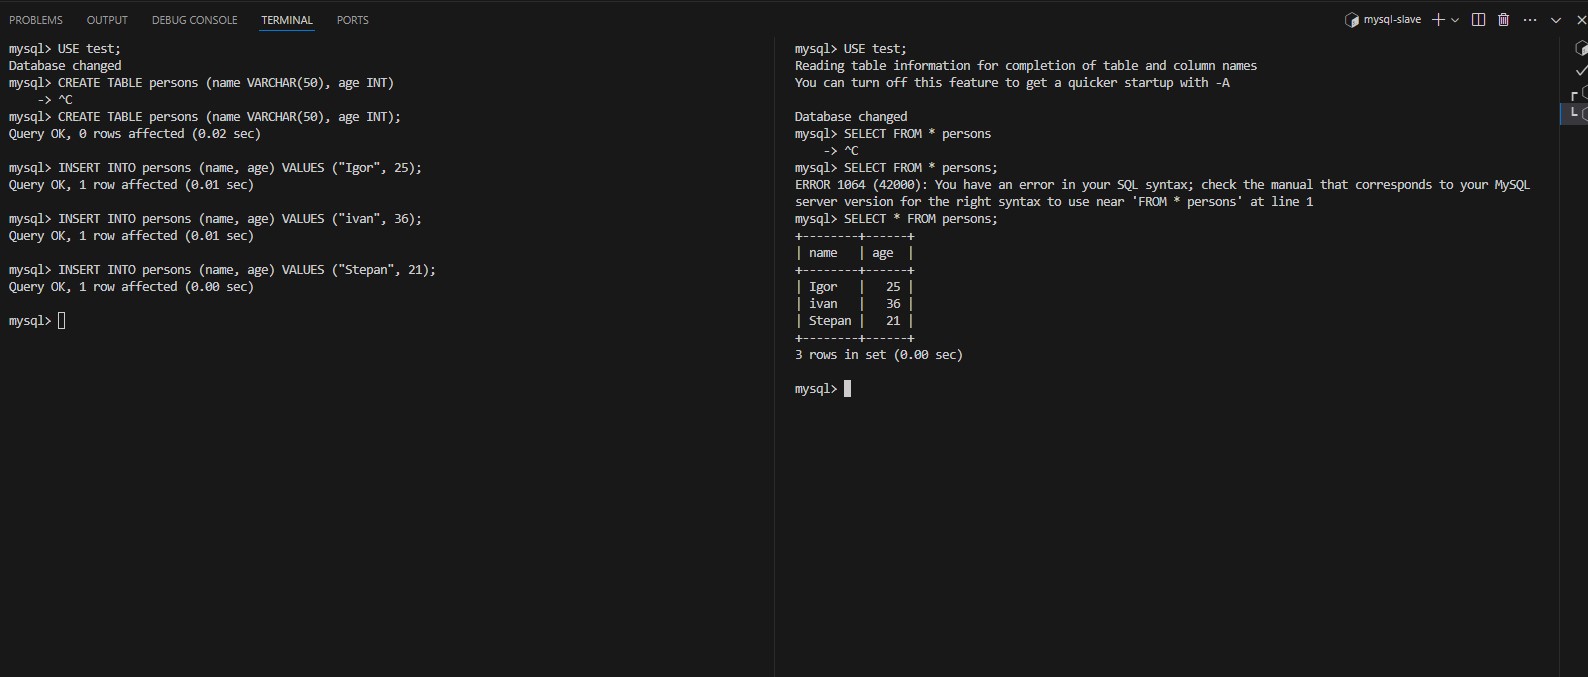 PROBLEMS OUTPUT DEBUG CONSOLE TERMINAL PORTS
mysql-slave
mysql> USE test;
Database changed
mysql> CREATE TABLE persons (name VARCHAR(50), age INT)
    -> ^C
mysql> CREATE TABLE persons (name VARCHAR(50), age INT);
Query OK, 0 rows affected (0.02 sec)

mysql> INSERT INTO persons (name, age) VALUES ("Igor", 25);
Query OK, 1 row affected (0.01 sec)

mysql> INSERT INTO persons (name, age) VALUES ("ivan", 36);
Query OK, 1 row affected (0.01 sec)

mysql> INSERT INTO persons (name, age) VALUES ("Stepan", 21);
Query OK, 1 row affected (0.00 sec)

mysql>
mysql> USE test;
Reading table information for completion of table and column names
You can turn off this feature to get a quicker startup with -A

Database changed
mysql> SELECT FROM * persons
    -> ^C
mysql> SELECT FROM * persons;
ERROR 1064 (42000): You have an error in your SQL syntax; check the manual that corresponds to your MySQL
server version for the right syntax to use near 'FROM * persons' at line 1
mysql> SELECT * FROM persons;
+--------+------+
| name   | age  |
+--------+------+
| Igor   |   25 |
| ivan   |   36 |
| Stepan |   21 |
+--------+------+
3 rows in set (0.00 sec)

mysql>